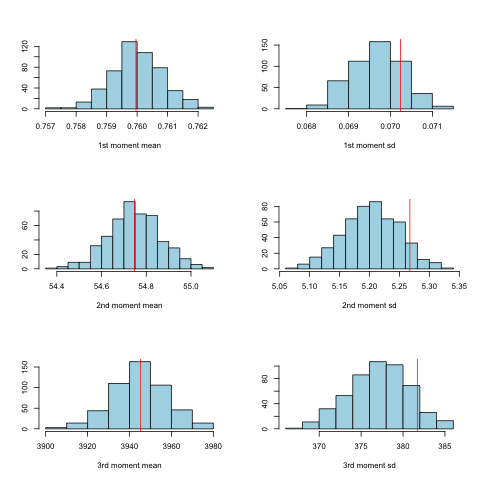 0 20 60 80 120
0.757 0.758 0.759 0.760 0.761 0.762
1st moment mean
0 50 100 150
0.068 0.069 0.070 0.071
1st moment sd
0 20 60
54.4 54.6 54.8 55.0
2nd moment mean
0 20 40 60 80
5.05 5.10 5.15 5.20 5.25 5.30 5.35
2nd moment sd
0 50 100 150
3900 3920 3940 3960 3980
3rd moment mean
0 40 80
370 375 380 385
3rd moment sd